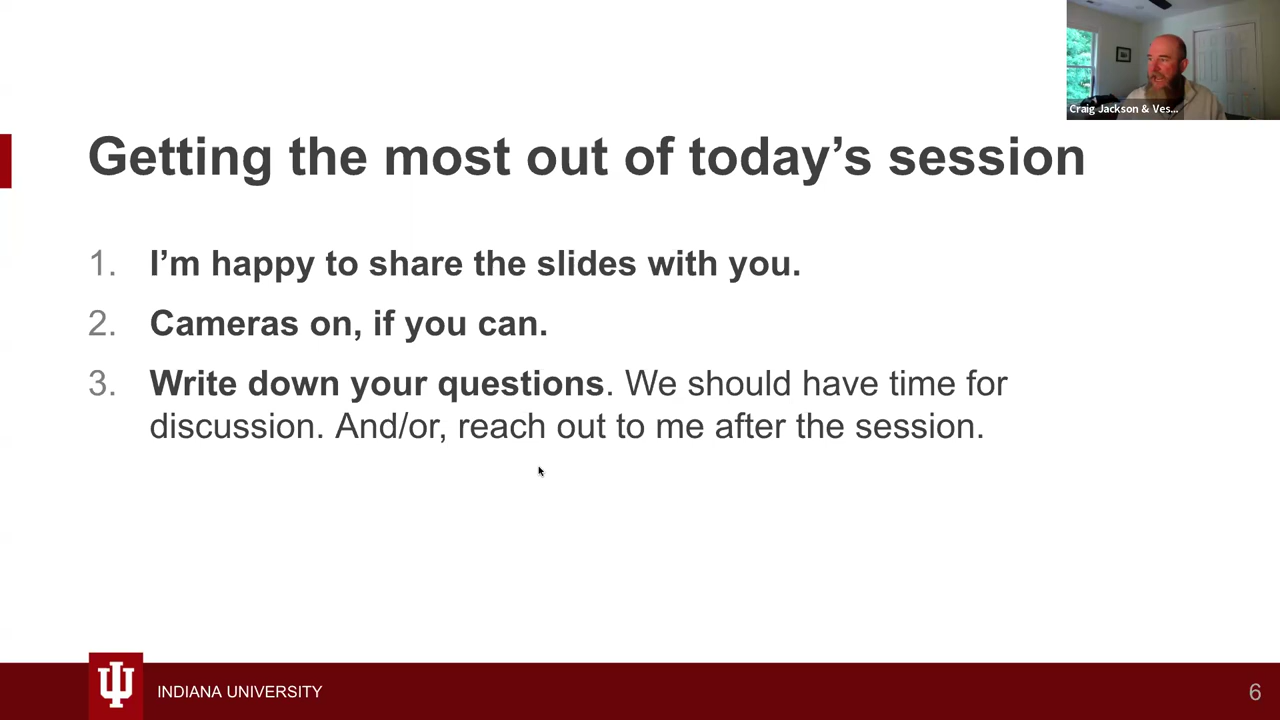 Craig Jackson & Ves...
Getting the most out of today’s session
1. I’m happy to share the slides with you.
2. Cameras on, if you can.
3. Write down your questions. We should have time for
discussion. And/or, reach out to me after the session.
INDIANA UNIVERSITY
6